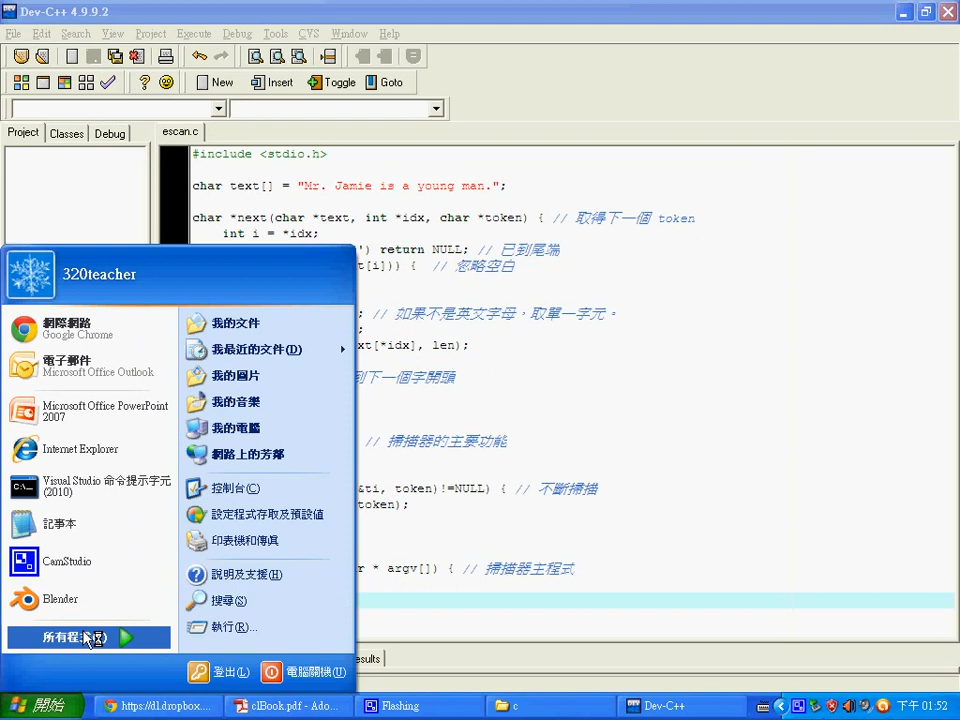 Dev-C++ 4.9.9.2
File Edit Search View Project Execute Debug Tools CVS Window Help
New Insert Toggle Goto
Project Classes Debug
escan.c
#include <stdio.h>
char text[] = "Mr. Jamie is a young man.";
char *next(char *text, int *idx, char *token) { // 取得下一個 token
int i = *idx;
') return NULL; // 已到尾端
t[i])) { // 忽略空白
; // 如果不是英文字母，取單一字元。
;
xt[*idx], len);
到下一個字開頭
// 掃描器的主要功能
&ti, token)!=NULL) { // 不斷掃描
token);
r * argv[]) { // 掃描器主程式
320teacher
網際網路
Google Chrome
電子郵件
Microsoft Office Outlook
Microsoft Office PowerPoint
2007
Internet Explorer
Visual Studio 命令提示字元
(2010)
記事本
CamStudio
Blender
所有程
我的文件
我最近的文件(D)
我的圖片
我的音樂
我的電腦
網路上的芳鄰
控制台(C)
設定程式存取及預設值
印表機和傳真
說明及支援(H)
搜尋(S)
執行(R)...
登出(L)
電腦關機(U)
esults
開始
https://dl.dropbox....
clBook.pdf - Ado...
Flashing
c
Dev-C++
下午 01:52